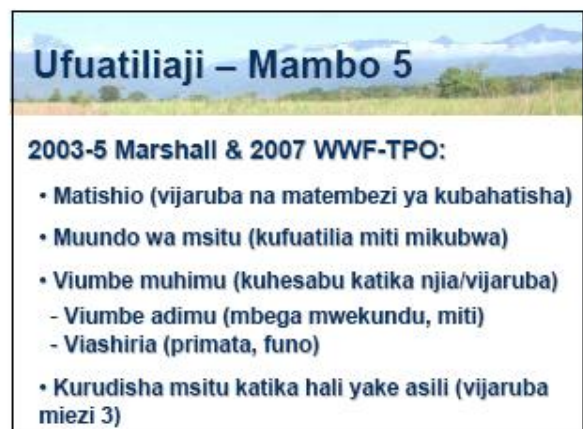 Ufuatiliaji – Mambo 5
2003-5 Marshall & 2007 WWF-TPO:
• Matishio (vijaruba na matembezi ya kubahatisha)
• Muundo wa msitu (kufuatilia miti mikubwa)
• Viumbe muhimu (kuhesabu katika njia/vijaruba)
- Viumbe adimu (mbega mwekundu, miti)
- Viashiria (primata, funo)
• Kurudisha msitu katika hali yake asili (vijaruba
miezi 3)